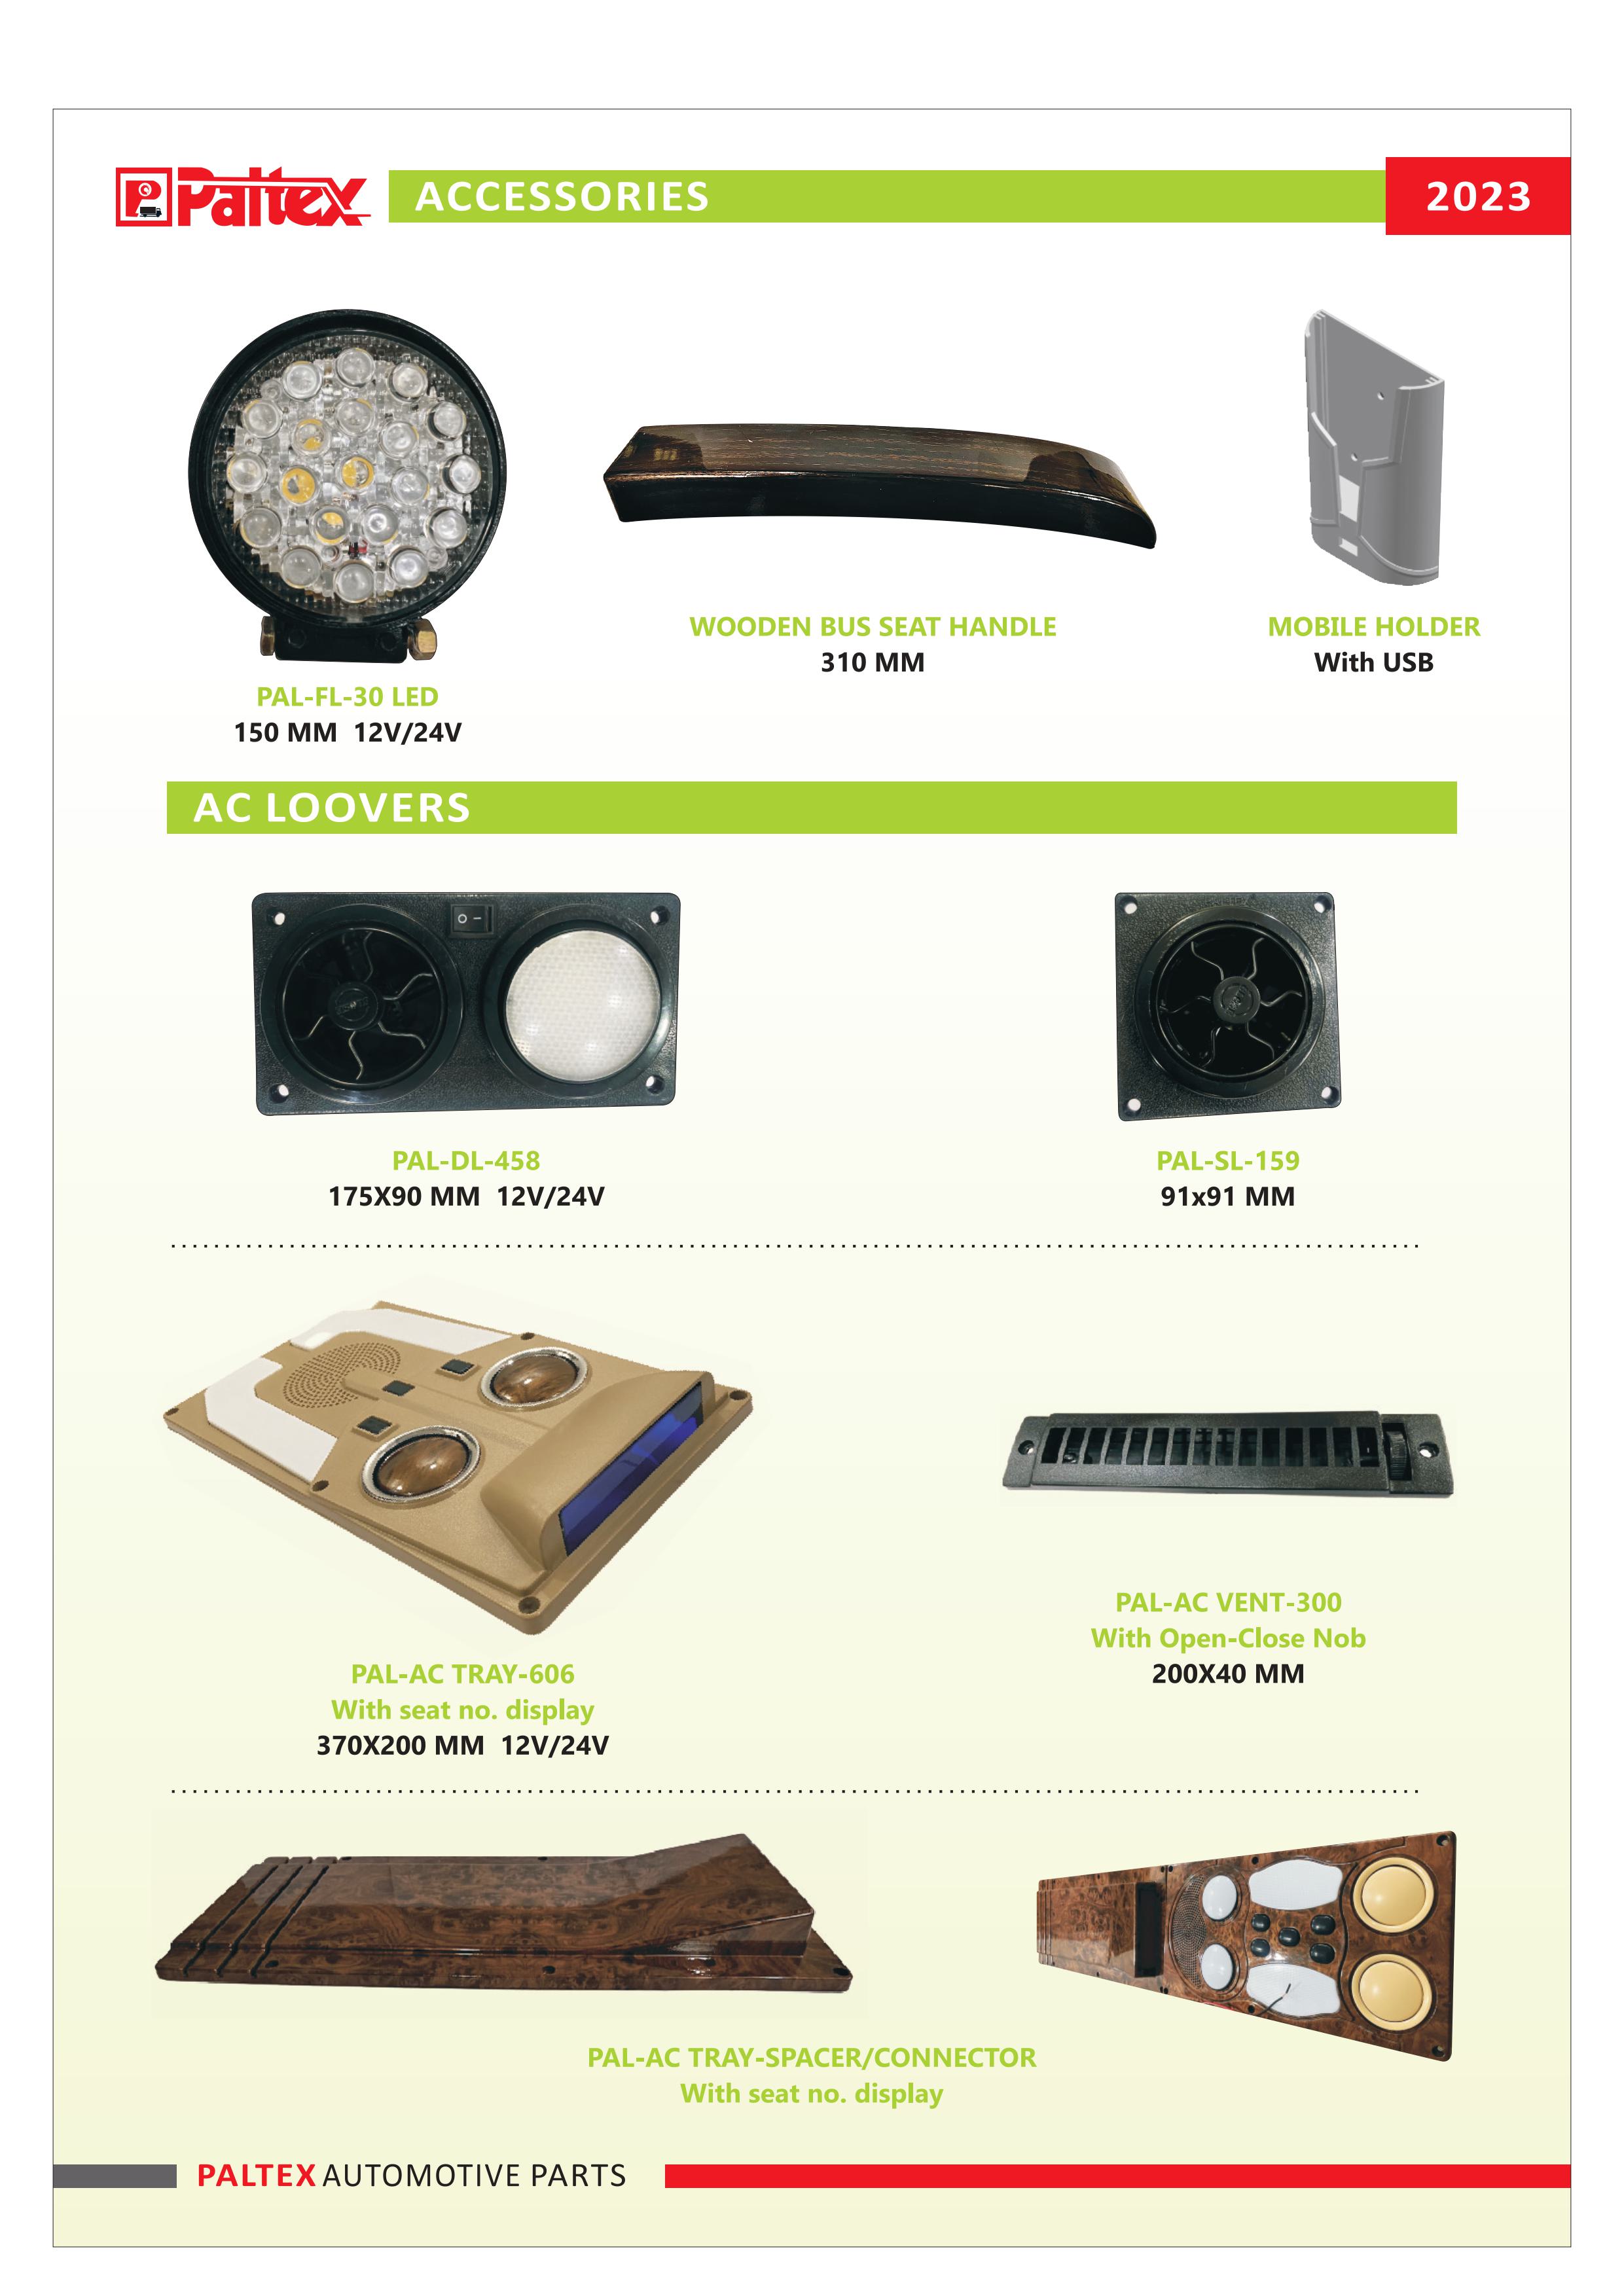 Paltex
ACCESSORIES
2023
PAL-FL-30 LED
150 MM  12V/24V
WOODEN BUS SEAT HANDLE
310 MM
MOBILE HOLDER
With USB
AC LOOVERS
PAL-DL-458
175X90 MM  12V/24V
PAL-SL-159
91x91 MM
PAL-AC TRAY-606
With seat no. display
370X200 MM  12V/24V
PAL-AC VENT-300
With Open-Close Nob
200X40 MM
PAL-AC TRAY-SPACER/CONNECTOR
With seat no. display
PALTEX AUTOMOTIVE PARTS